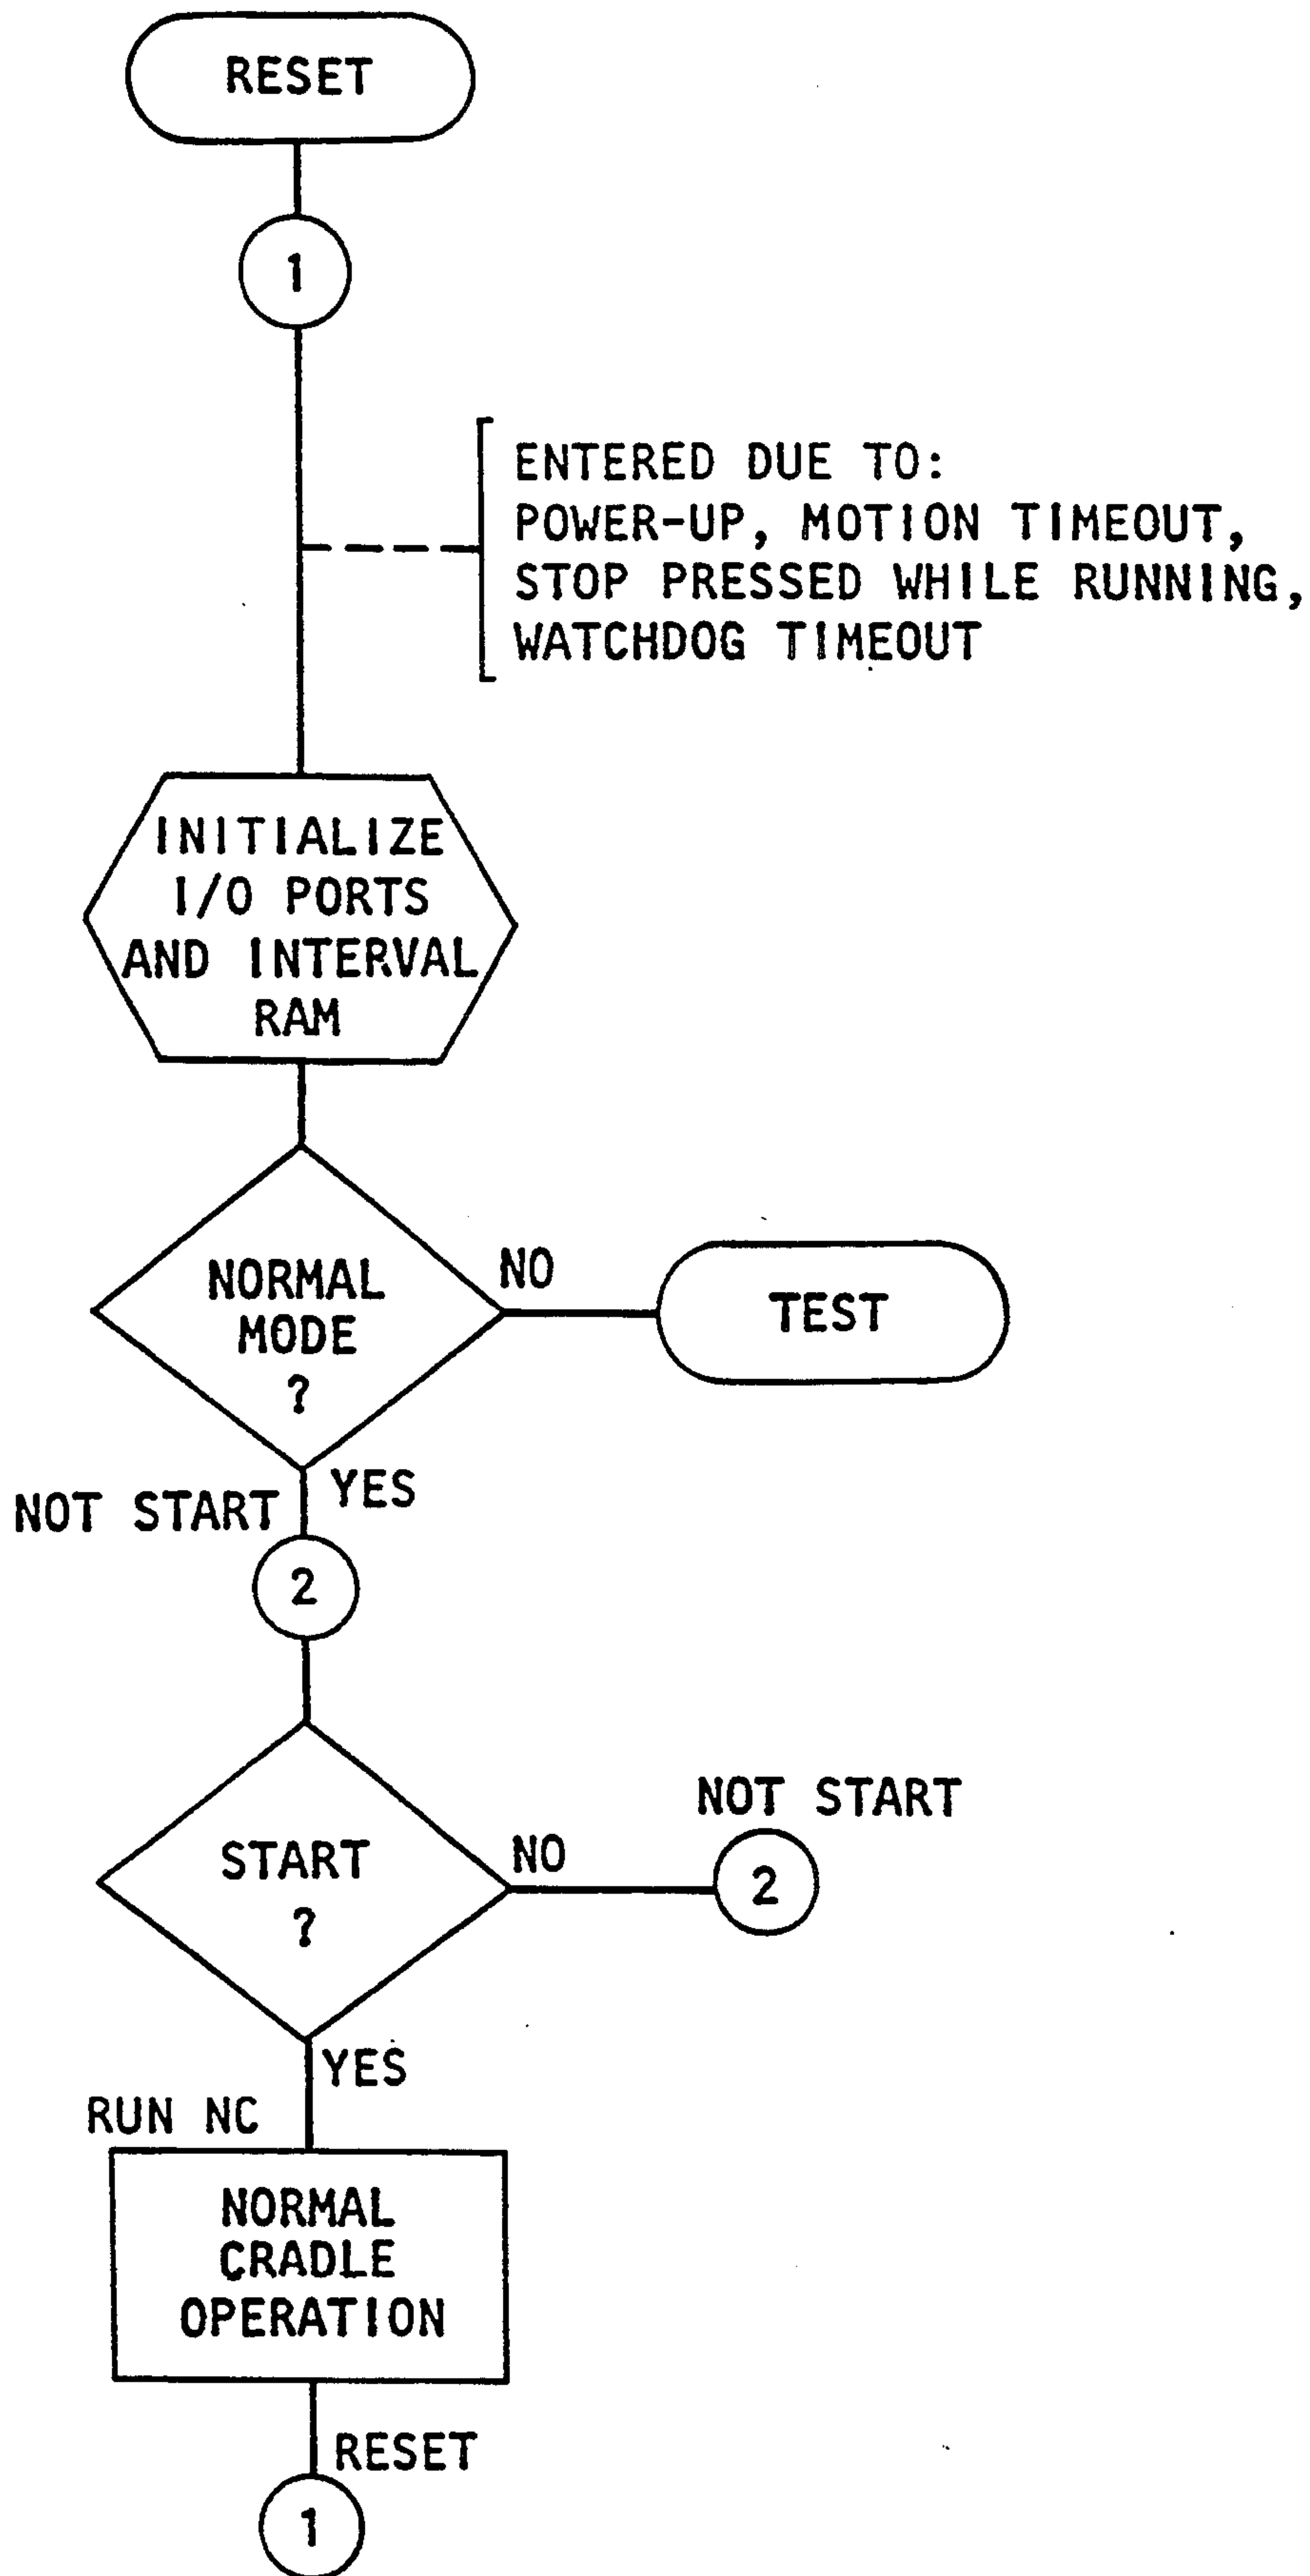 RESET
1
ENTERED DUE TO:
POWER-UP, MOTION TIMEOUT,
STOP PRESSED WHILE RUNNING,
WATCHDOG TIMEOUT
INITIALIZE
I/O PORTS
AND INTERVAL
RAM
NORMAL
MODE
?
NO
TEST
YES
NOT START
2
START
?
NO
NOT START
2
YES
RUN NC
NORMAL
CRADLE
OPERATION
RESET
1